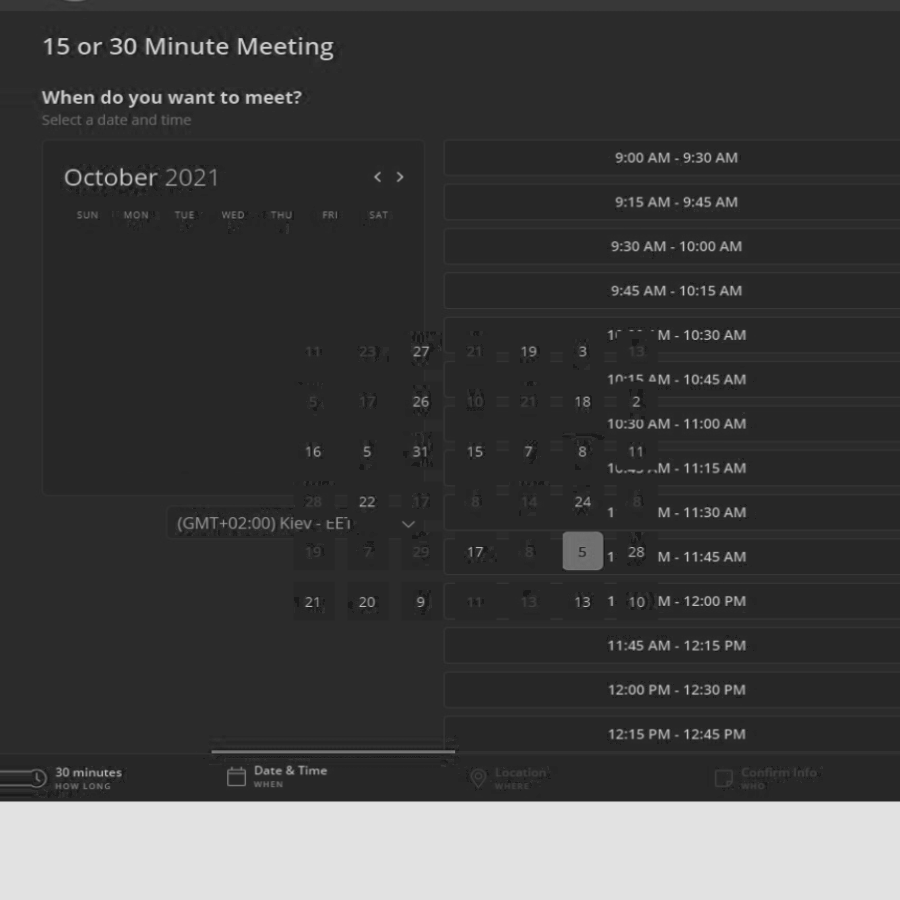 15 or 30 Minute Meeting
When do you want to meet?
Select a date and time
October 2021 < >
SUN MON TUE WED THU FRI SAT
9:00 AM - 9:30 AM
9:15 AM - 9:45 AM
9:30 AM - 10:00 AM
9:45 AM - 10:15 AM
M - 10:30 AM
11 23 27 21 19 3 13
10:15 AM - 10:45 AM
5 17 26 10 21 18 2
10:30 AM - 11:00 AM
16 5 31 15 7 8 11
M - 11:15 AM
28 22 17 8 14 24 8
M - 11:30 AM
(GMT+02:00) Kiev - EET
19 7 29 17 8 5 28
M - 11:45 AM
21 20 9 11 13 13 10
M - 12:00 PM
11:45 AM - 12:15 PM
12:00 PM - 12:30 PM
12:15 PM - 12:45 PM
30 minutes
HOW LONG
Date & Time
WHEN
Location
WHERE
Confirm Info
WHO